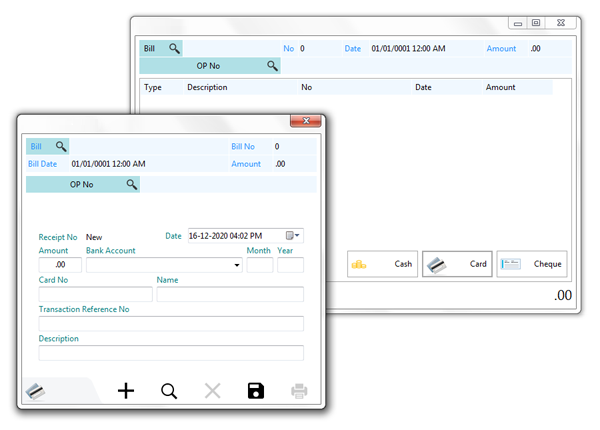 Bill No 0 Date 01/01/0001 12:00 AM Amount .00
OP No
Type Description No Date Amount
Cash Card Cheque
.00
Bill Bill No 0
Bill Date 01/01/0001 12:00 AM Amount .00
OP No
Receipt No New Date 16-12-2020 04:02 PM
Amount Bank Account Month Year
.00
Card No Name
Transaction Reference No
Description